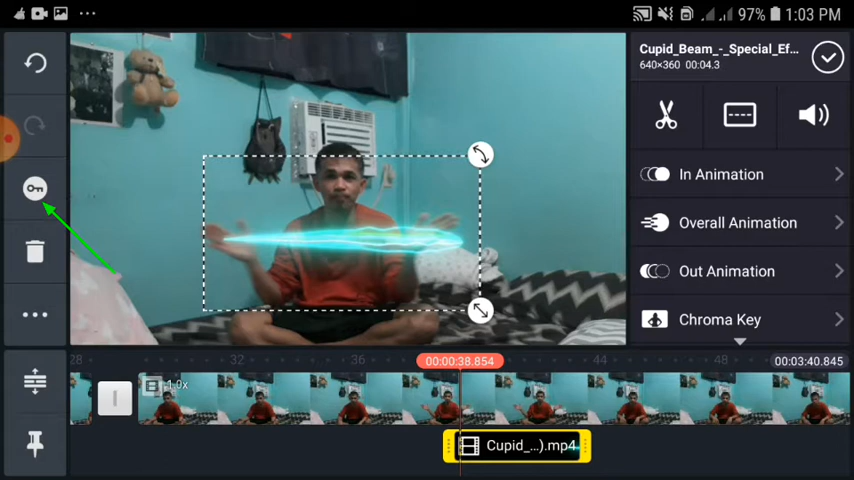 97% 1:03 PM
Cupid_Beam_-_Special_Ef...
640×360 00:04.3
In Animation
Overall Animation
Out Animation
Chroma Key
28 32 36 00:00:38.854 44 48 00:03:40.845
1.0x
Cupid_...).mp4